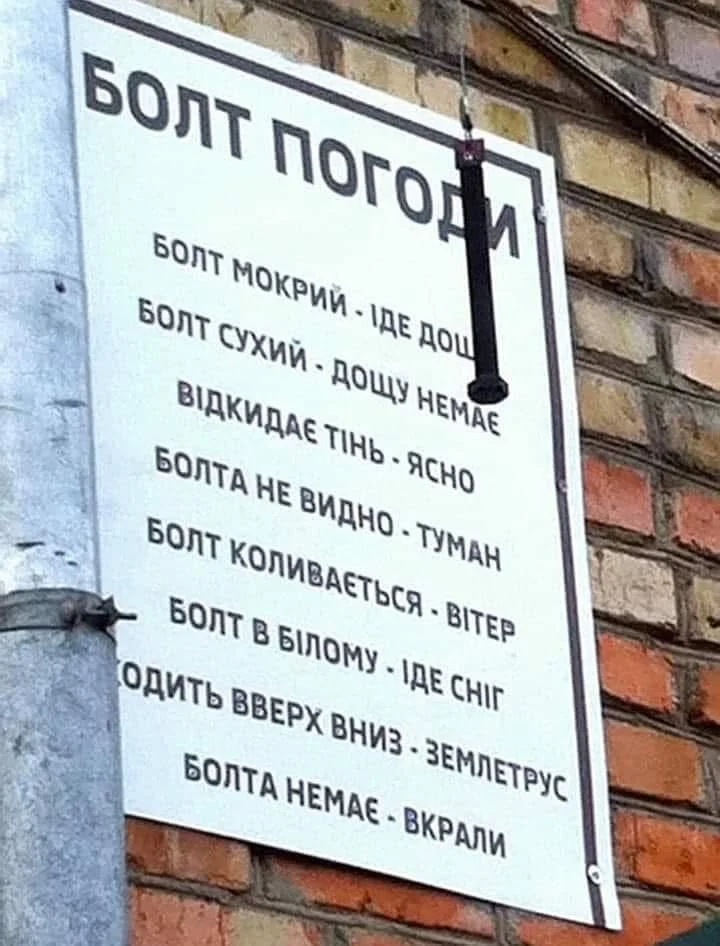 БОЛТ ПОГОДИ
БОЛТ МОКРИЙ - ІДЕ ДОЩ
БОЛТ СУХИЙ - ДОЩУ НЕМАЄ
ВІДКИДАЄ ТІНЬ - ЯСНО
БОЛТА НЕ ВИДНО - ТУМАН
БОЛТ КОЛИВАЄТЬСЯ - ВІТЕР
БОЛТ В БІЛОМУ - ІДЕ СНІГ
ОДИТЬ ВВЕРХ ВНИЗ - ЗЕМЛЕТРУС
БОЛТА НЕМАЄ - ВКРАЛИ